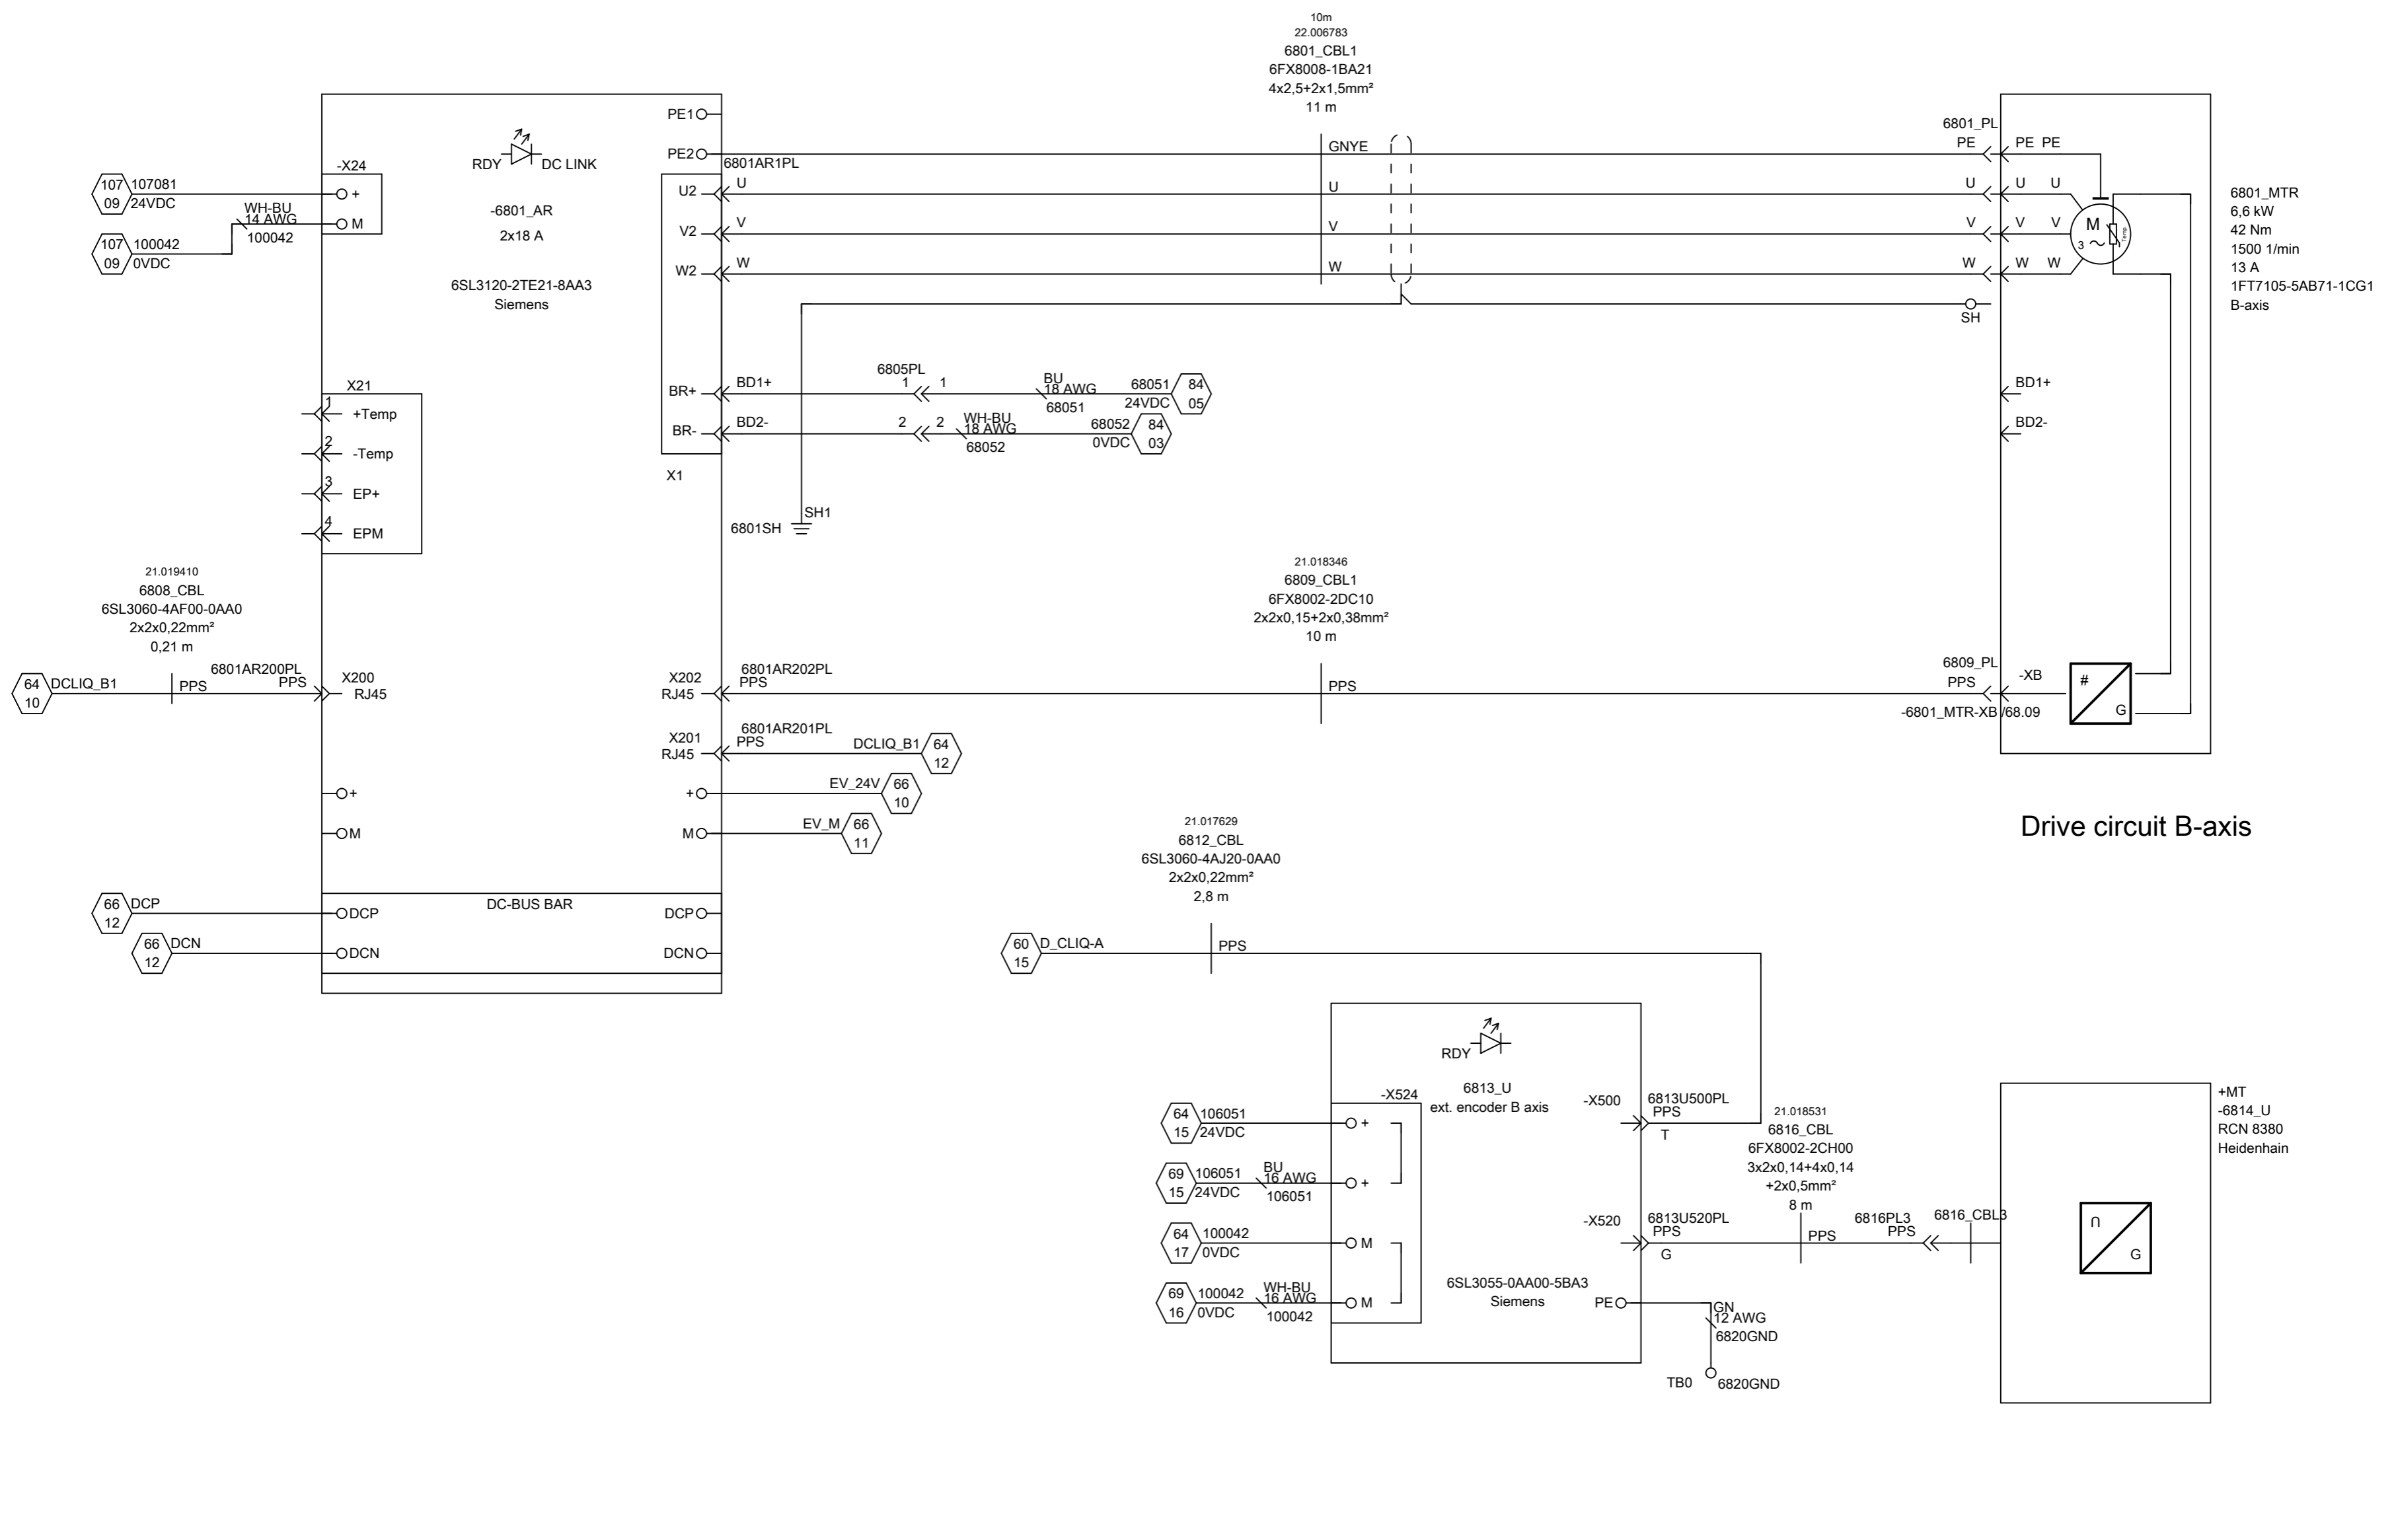 10m
22.006783
6801_CBL1
6FX8008-1BA21
4x2,5+2x1,5mm²
11 m
PE1
RDY
DC LINK
PE2
6801AR1PL
GNYE
6801_PL
PE
PE
PE
-X24
107
09
107081
24VDC
+
WH-BU
14 AWG
100042
M
107
09
100042
0VDC
-6801_AR
2x18 A
6SL3120-2TE21-8AA3
Siemens
U2
U
U
U
U
U
V2
V
V
V
V
V
W2
W
W
W
W
W
M
3
Temp.
6801_MTR
6,6 kW
42 Nm
1500 1/min
13 A
1FT7105-5AB71-1CG1
B-axis
SH
X21
1
+Temp
2
-Temp
3
EP+
4
EPM
BR+
BD1+
6805PL
1
1
BU
18 AWG
68051
68051
24VDC
84
05
BD1+
BR-
BD2-
2
2
WH-BU
18 AWG
68052
68052
0VDC
84
03
BD2-
X1
SH1
6801SH
21.019410
6808_CBL
6SL3060-4AF00-0AA0
2x2x0,22mm²
0,21 m
21.018346
6809_CBL1
6FX8002-2DC10
2x2x0,15+2x0,38mm²
10 m
64
10
DCLIQ_B1
PPS
6801AR200PL
PPS
X200
RJ45
X202
RJ45
6801AR202PL
PPS
PPS
6809_PL
PPS
-XB
-6801_MTR-XB /68.09
#
G
X201
RJ45
6801AR201PL
PPS
DCLIQ_B1
64
12
+
+
EV_24V
66
10
M
M
EV_M
66
11
Drive circuit B-axis
21.017629
6812_CBL
6SL3060-4AJ20-0AA0
2x2x0,22mm²
2,8 m
66
12
DCP
DCP
DC-BUS BAR
DCP
66
12
DCN
DCN
DCN
60
15
D_CLIQ-A
PPS
RDY
6813_U
ext. encoder B axis
-X524
-X500
6813U500PL
PPS
T
64
15
106051
24VDC
+
69
15
106051
24VDC
BU
16 AWG
106051
+
64
17
100042
0VDC
M
69
16
100042
0VDC
WH-BU
16 AWG
100042
M
21.018531
6816_CBL
6FX8002-2CH00
3x2x0,14+4x0,14
+2x0,5mm²
8 m
-X520
6813U520PL
PPS
G
PPS
6816PL3
PPS
6816_CBL3
6SL3055-0AA00-5BA3
Siemens
PE
GN
12 AWG
6820GND
TB0
6820GND
+MT
-6814_U
RCN 8380
Heidenhain
∩
G